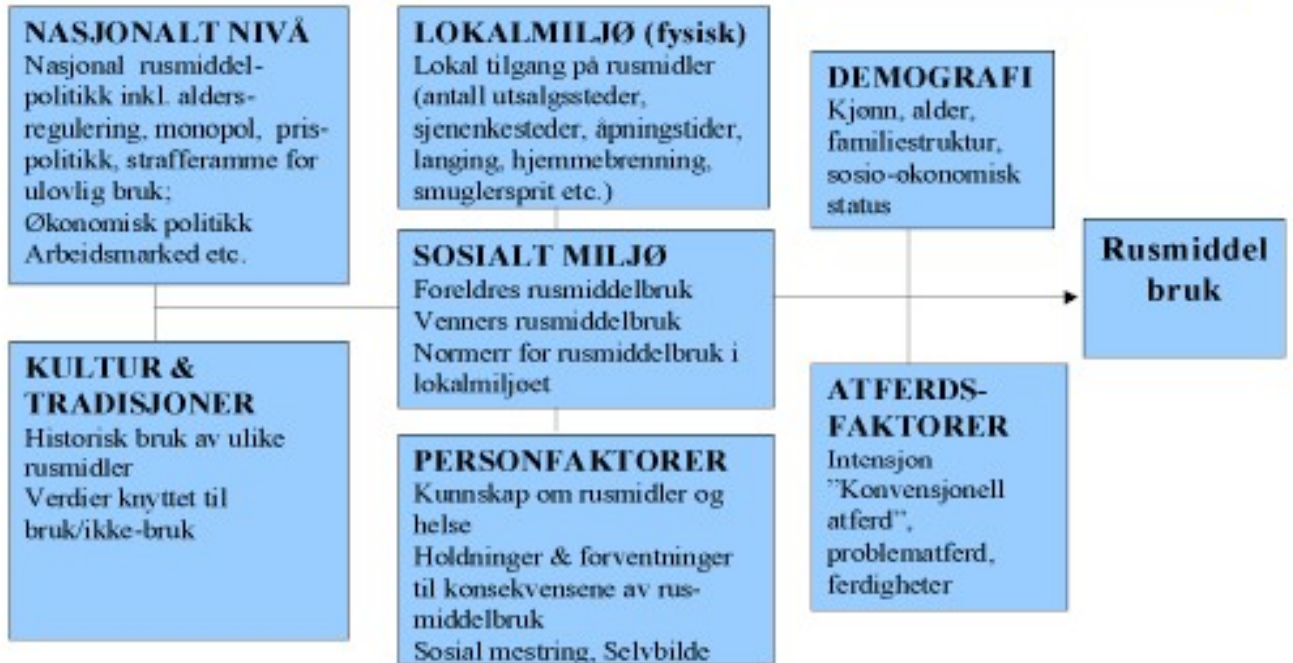 NASJONALT NIVÅ
Nasjonal rusmiddel-
politikk inkl. alders-
regulering, monopol, pris-
politikk, strafferamme for
ulovlig bruk;
Økonomisk politikk
Arbeidsmarked etc.
KULTUR &
TRADISJONER
Historisk bruk av ulike
rusmidler
Verdier knyttet til
bruk/ikke-bruk
LOKALMILJØ (fysisk)
Lokal tilgang på rusmidler
(antall utsalgssteder,
sjenenkesteder, åpningstider,
langing, hjemmebrenning,
smuglersprit etc.)
SOSIALT MILJØ
Foreldres rusmiddelbruk
Venners rusmiddelbruk
Normerr for rusmiddelbruk i
lokalmiljøet
PERSONFAKTORER
Kunnskap om rusmidler og
helse
Holdninger & forventninger
til konsekvensene av rus-
middelbruk
Sosial mestring, Selvbilde
DEMOGRAFI
Kjønn, alder,
familiestruktur,
sosio-økonomisk
status
ATFERDS-
FAKTORER
Intensjon
”Konvensjonell
atferd”,
problematferd,
ferdigheter
Rusmiddel
bruk